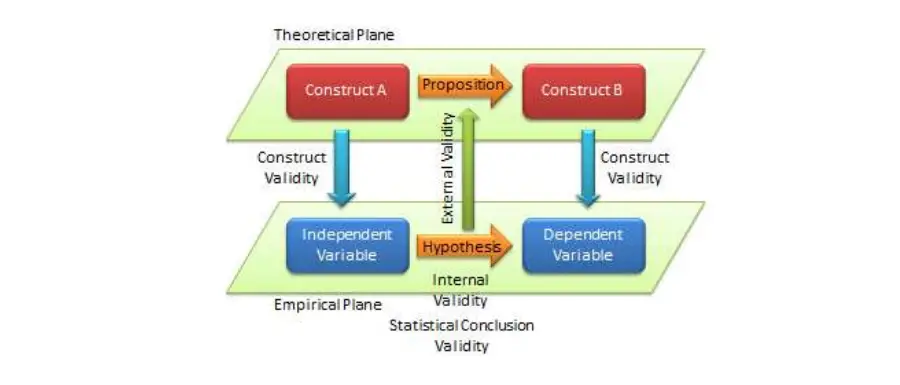 Theoretical Plane
Construct A
Proposition
Construct B
Construct
Validity
External Validity
Construct
Validity
Independent
Variable
Hypothesis
Dependent
Variable
Internal
Validity
Empirical Plane
Statistical Conclusion
Validity